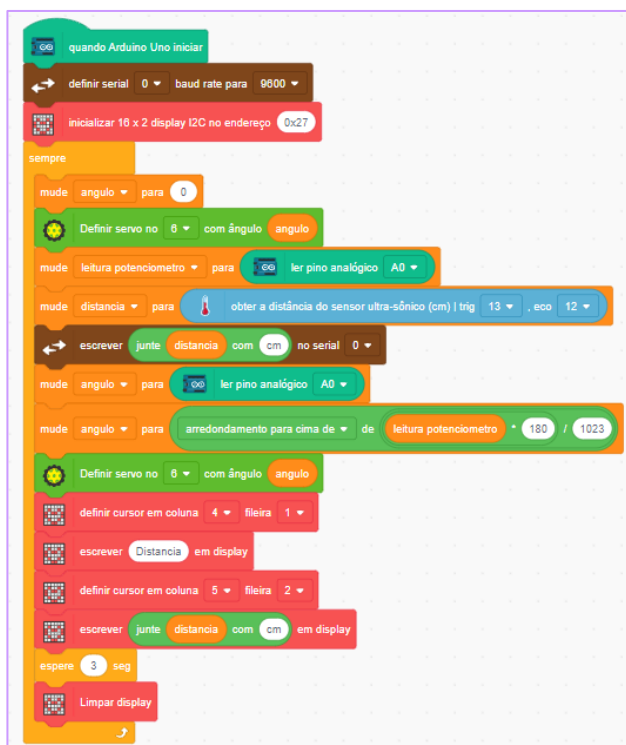 quando Arduino Uno iniciar
definir serial 0 baud rate para 9600
inicializar 16 x 2 display I2C no endereço 0x27
sempre
mude angulo para 0
Definir servo no 6 com ângulo angulo
mude leitura potenciometro para ler pino analógico A0
mude distancia para obter a distância do sensor ultra-sônico (cm) | trig 13 , eco 12
escrever junte distancia com cm no serial 0
mude angulo para ler pino analógico A0
mude angulo para arredondamento para cima de de leitura potenciometro * 180 / 1023
Definir servo no 6 com ângulo angulo
definir cursor em coluna 4 fileira 1
escrever Distancia em display
definir cursor em coluna 5 fileira 2
escrever junte distancia com cm em display
espere 3 seg
Limpar display